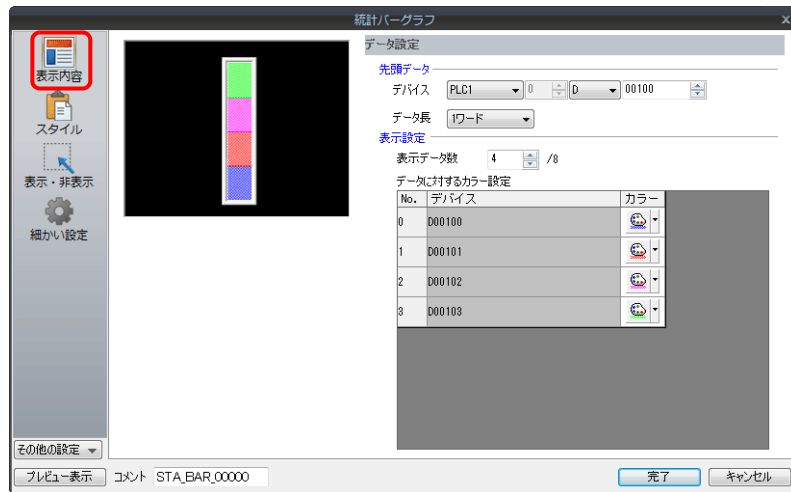 統計バーグラフ
x
表示内容
スタイル
表示・非表示
細かい設定
その他の設定
データ設定
先頭データ
デバイス PLC1 0 D 00100
データ長 1ワード
表示設定
表示データ数 4 /8
データに対するカラー設定
No. デバイス カラー
0 D00100
1 D00101
2 D00102
3 D00103
プレビュー表示 コメント STA_BAR_00000 完了 キャンセル